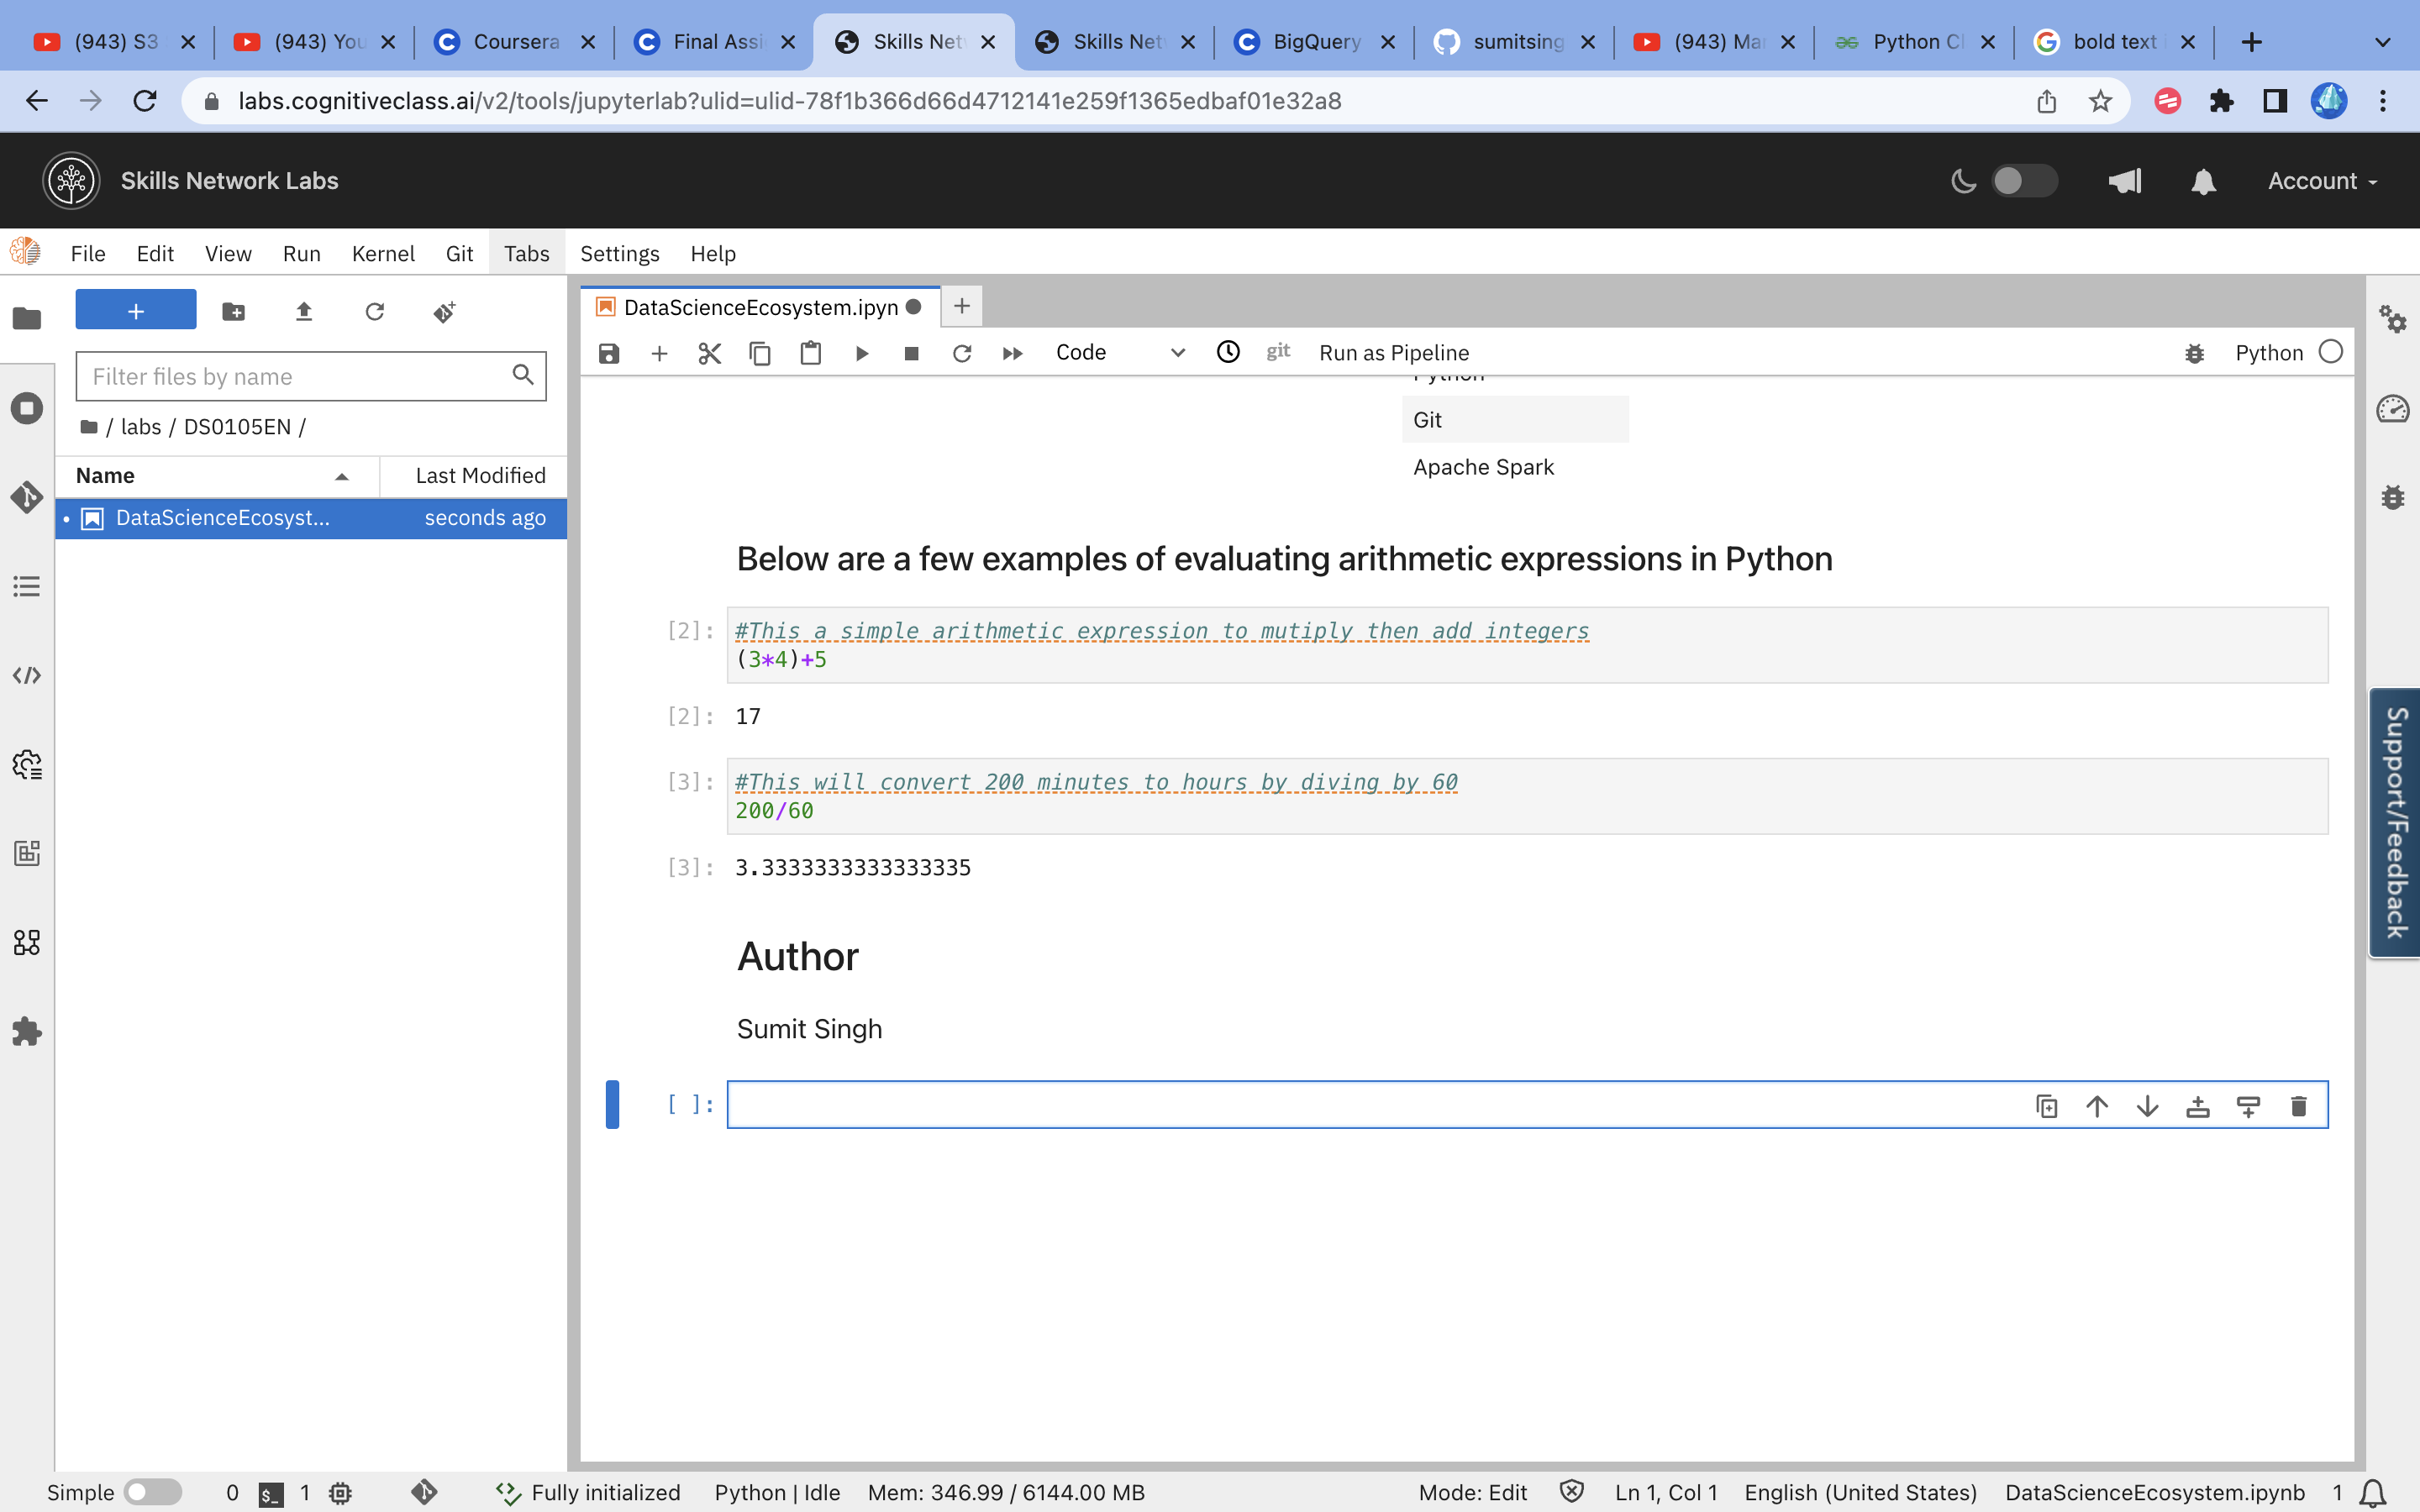 (943) S3
(943) You
Coursera
Final Assi
Skills Net
Skills Net
BigQuery
sumitsing
(943) Ma
Python Cl
bold text
labs.cognitiveclass.ai/v2/tools/jupyterlab?ulid=ulid-78f1b366d66d4712141e259f1365edbaf01e32a8
Skills Network Labs
Account
File Edit View Run Kernel Git Tabs Settings Help
DataScienceEcosystem.ipyn
Code
git
Run as Pipeline
Python
Filter files by name
/ labs / DS0105EN /
Name Last Modified
DataScienceEcosyst... seconds ago
Python
Git
Apache Spark
Below are a few examples of evaluating arithmetic expressions in Python
[2]: #This a simple arithmetic expression to mutiply then add integers
(3*4)+5
[2]: 17
[3]: #This will convert 200 minutes to hours by diving by 60
200/60
[3]: 3.3333333333333335
Author
Sumit Singh
[ ]:
Support/Feedback
Simple 0 $_ 1 Fully initialized Python | Idle Mem: 346.99 / 6144.00 MB Mode: Edit Ln 1, Col 1 English (United States) DataScienceEcosystem.ipynb 1